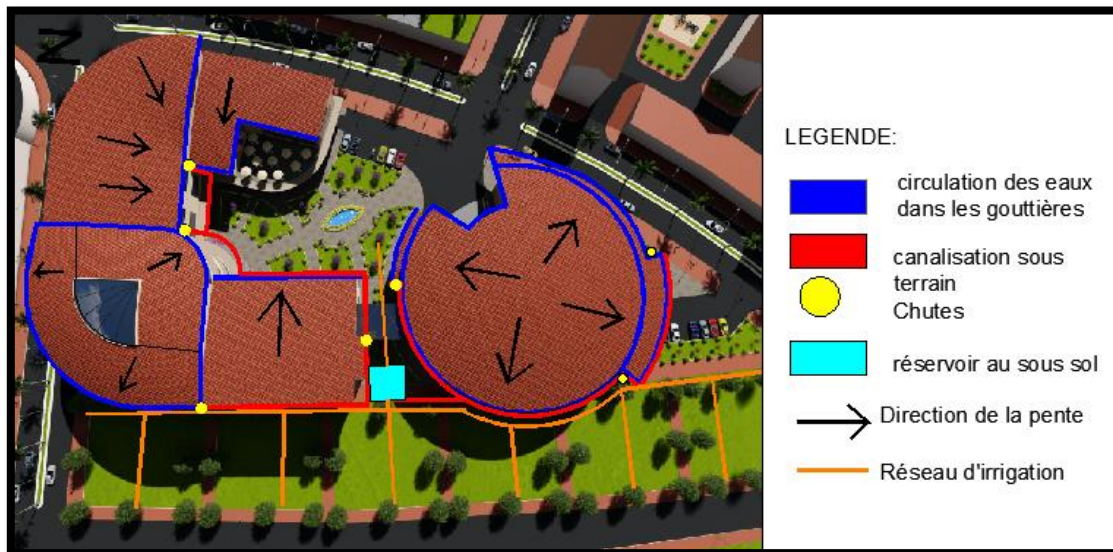 N
LEGENDE:
circulation des eaux
dans les gouttières
canalisation sous
terrain
Chutes
réservoir au sous sol
Direction de la pente
Réseau d'irrigation